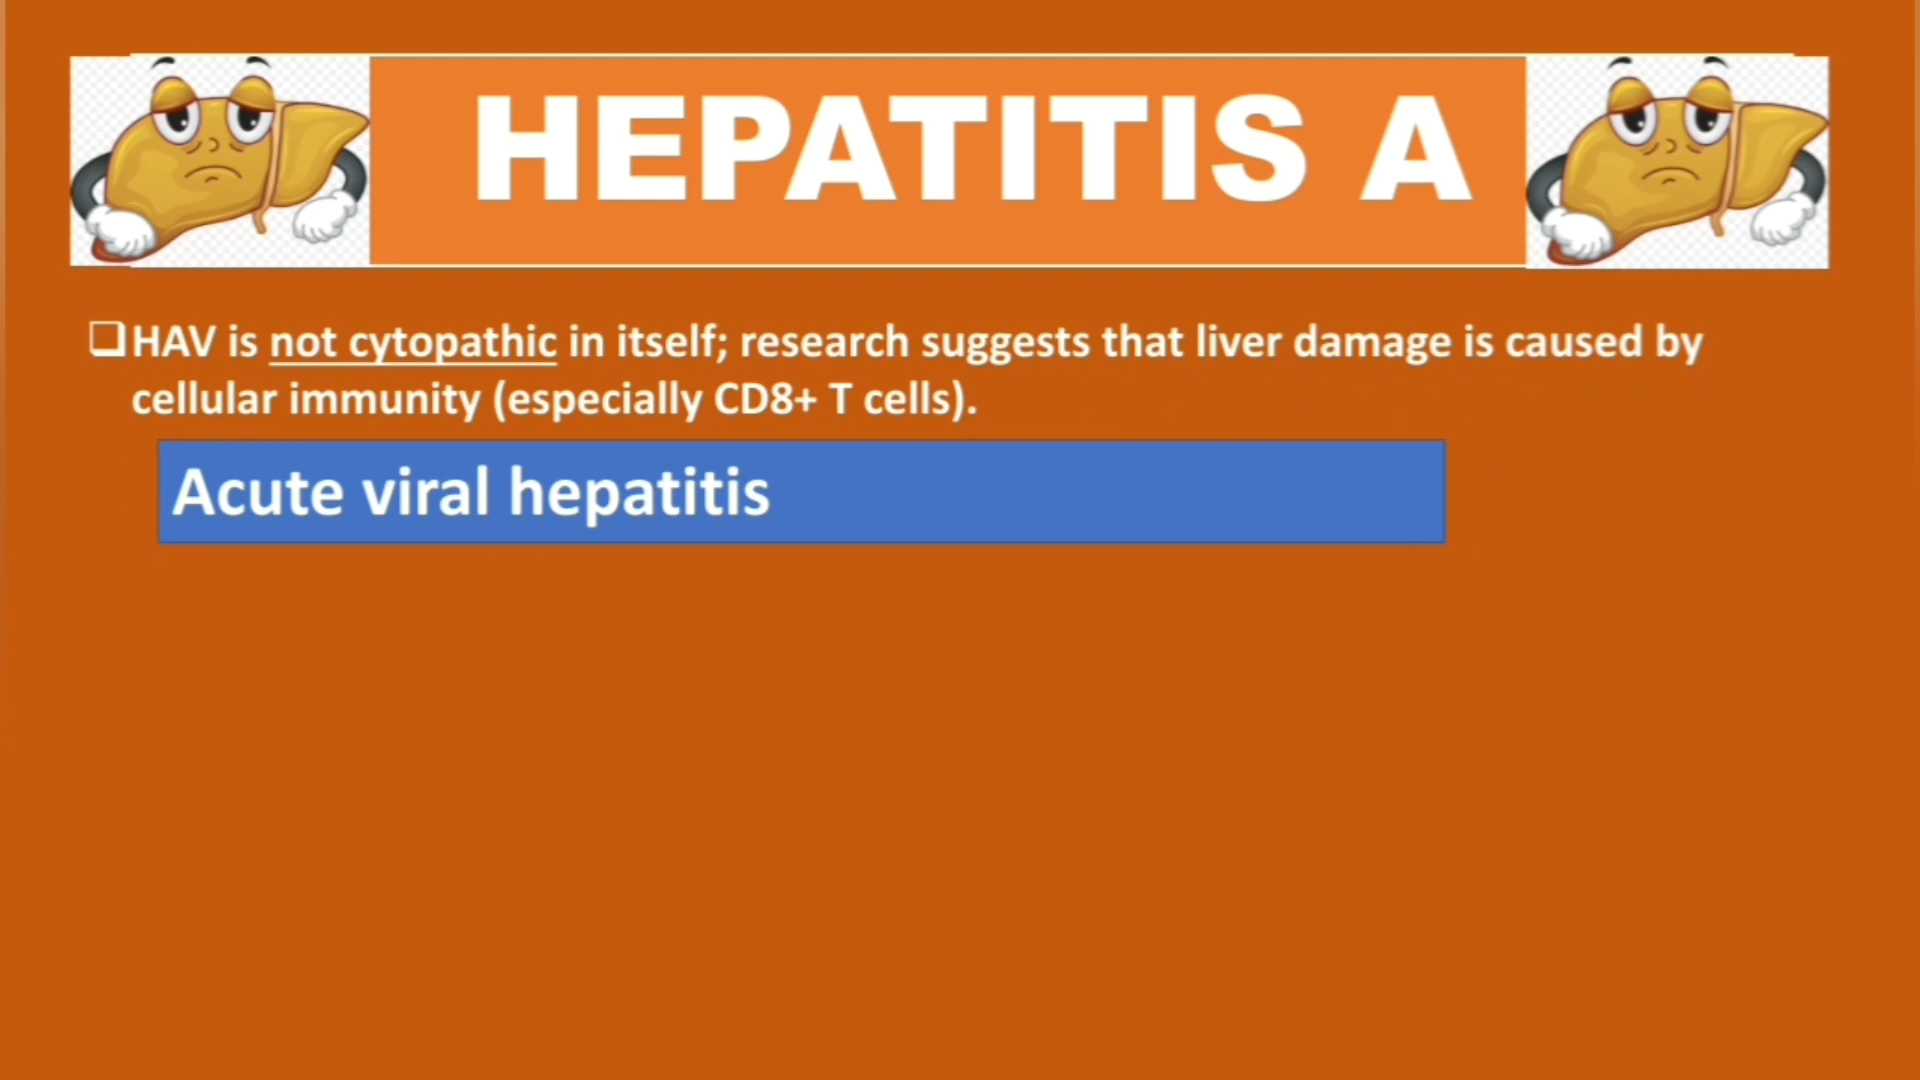 HEPATITIS A
❑HAV is not cytopathic in itself; research suggests that liver damage is caused by
cellular immunity (especially CD8+ T cells).
Acute viral hepatitis